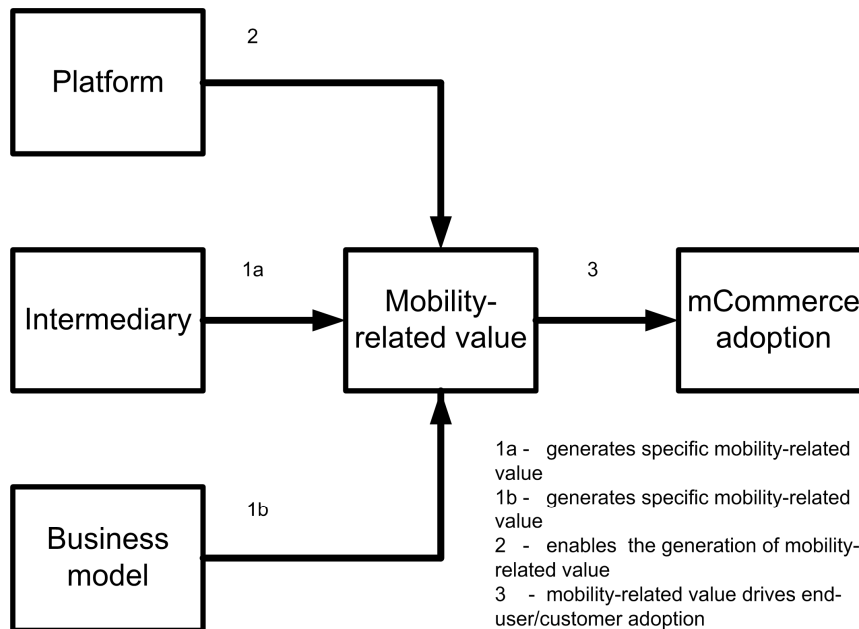 2
Platform
1a
3
Intermediary
Mobility-
related value
mCommerce
adoption
1b
Business
model
1a - generates specific mobility-related
value
1b - generates specific mobility-related
value
2 - enables the generation of mobility-
related value
3 - mobility-related value drives end-
user/customer adoption